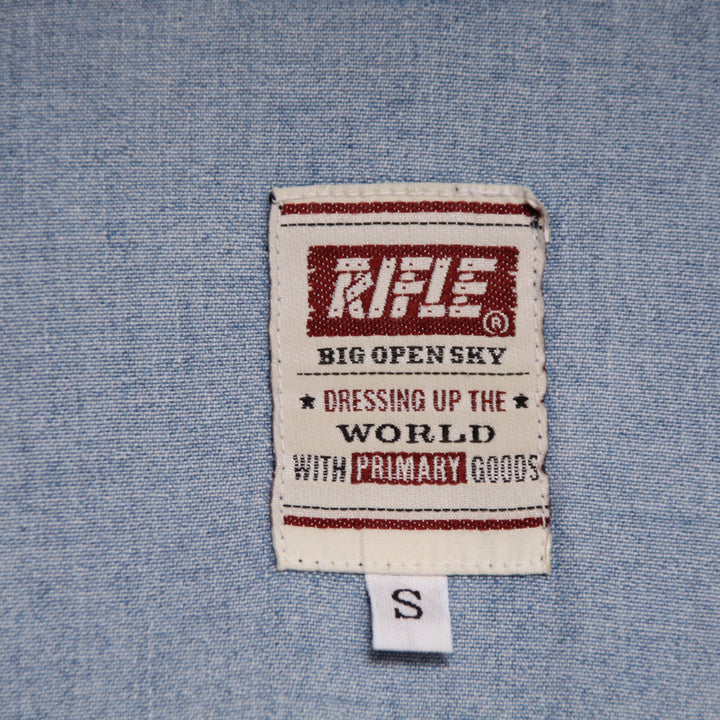 RIFLE®
BIG OPEN SKY
★ DRESSING UP THE ★
WORLD
WITH PRIMARY GOODS
S